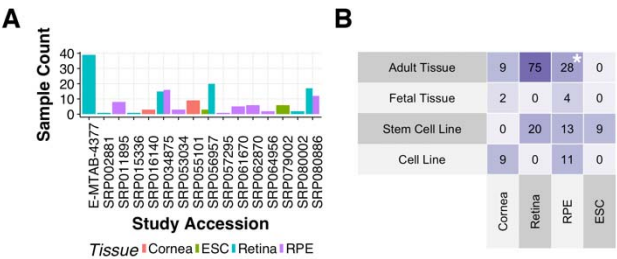 A
Sample Count
40
30
20
10
0
E-MTAB-4377
SRP002881
SRP011895
SRP015336
SRP016140
SRP034875
SRP053034
SRP055101
SRP056957
SRP057295
SRP061670
SRP062870
SRP064956
SRP079002
SRP080002
SRP080886
Study Accession
Tissue Cornea ESC Retina RPE
B
Adult Tissue 9 75 28* 0
Fetal Tissue 2 0 4 0
Stem Cell Line 0 20 13 9
Cell Line 9 0 11 0
Cornea Retina RPE ESC